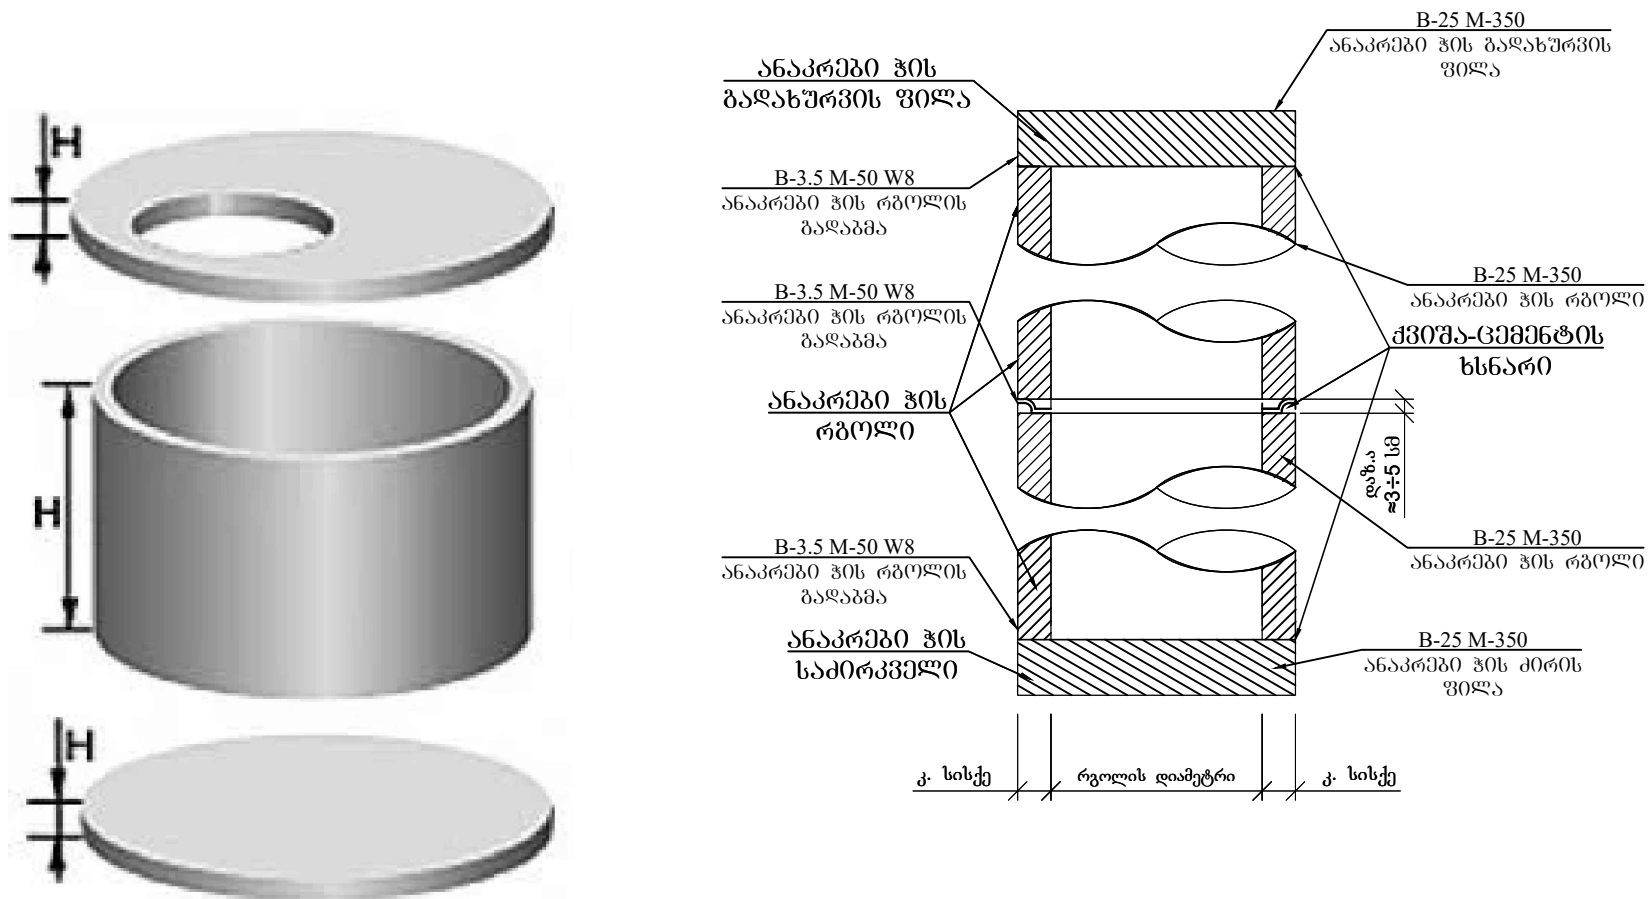 H
H
H
ანაკრები ჭის
გადახურვის ფილა
B-3.5 M-50 W8
ანაკრები ჭის რგოლის
გადაბმა
B-3.5 M-50 W8
ანაკრები ჭის რგოლის
გადაბმა
ანაკრები ჭის
რგოლი
B-3.5 M-50 W8
ანაკრები ჭის რგოლის
გადაბმა
ანაკრები ჭის
საძირკველი
B-25 M-350
ანაკრები ჭის გადახურვის
ფილა
B-25 M-350
ანაკრები ჭის რგოლი
ქვიშა-ცემენტის
ხსნარი
დაზ.ა
≈3÷5 სმ
B-25 M-350
ანაკრები ჭის რგოლი
B-25 M-350
ანაკრები ჭის ძირის
ფილა
კ. სისქე
რგოლის დიამეტრი
კ. სისქე